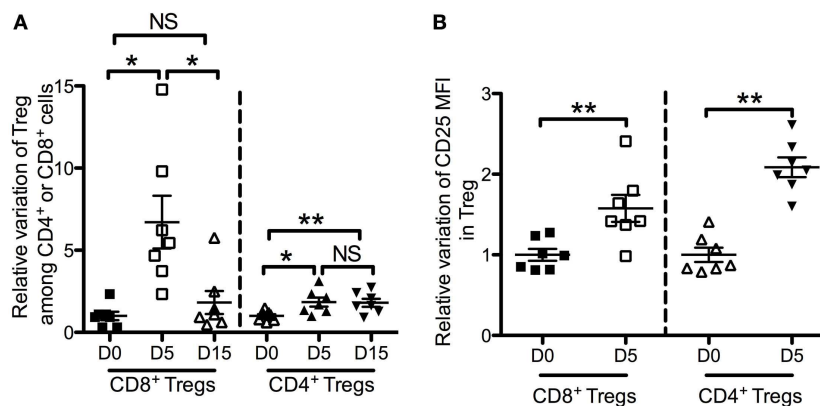 A
NS
* *
Relative variation of Treg
among CD4+ or CD8+ cells
15
10
5
0
**
* NS
D0 D5 D15 D0 D5 D15
CD8+ Tregs CD4+ Tregs
B
Relative variation of CD25 MFI
in Treg
3
2
1
0
** **
D0 D5 D0 D5
CD8+ Tregs CD4+ Tregs